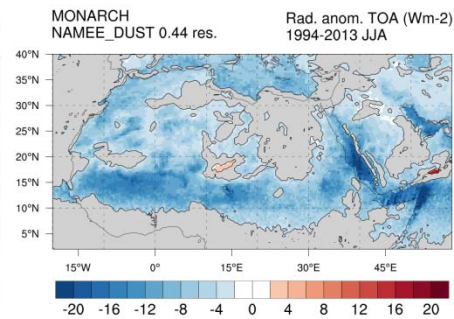 MONARCH
NAMEE_DUST 0.44 res.
Rad. anom. TOA (Wm-2)
1994-2013 JJA
40°N
35°N
30°N
25°N
20°N
15°N
10°N
5°N
15°W 0° 15°E 30°E 45°E
-20 -16 -12 -8 -4 0 4 8 12 16 20